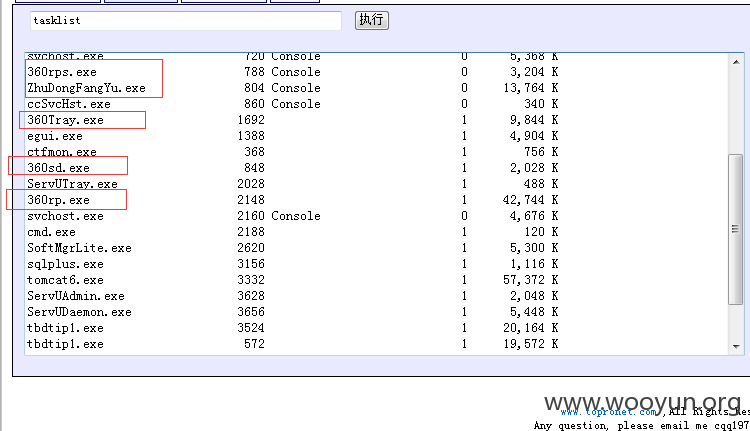 tasklist 执行
svchost.exe 720 Console 0 5,368 K
360rps.exe 788 Console 0 3,204 K
ZhuDongFangYu.exe 804 Console 0 13,764 K
ccSvcHst.exe 860 Console 0 340 K
360Tray.exe 1692 1 9,844 K
egui.exe 1388 1 4,904 K
ctfmon.exe 368 1 756 K
360sd.exe 848 1 2,028 K
ServUTray.exe 2028 1 488 K
360rp.exe 2148 1 42,744 K
svchost.exe 2160 Console 0 4,676 K
cmd.exe 2188 1 120 K
SoftMgrLite.exe 2620 1 5,300 K
sqlplus.exe 3156 1 1,116 K
tomcat6.exe 3332 1 57,372 K
ServUAdmin.exe 3628 1 2,048 K
ServUDaemon.exe 3656 1 5,448 K
tbdtip1.exe 3524 1 20,164 K
tbdtip1.exe 572 1 19,572 K
www.wooyun.org
www.topronet.com ,All Rights Res
Any question, please email me cqq197